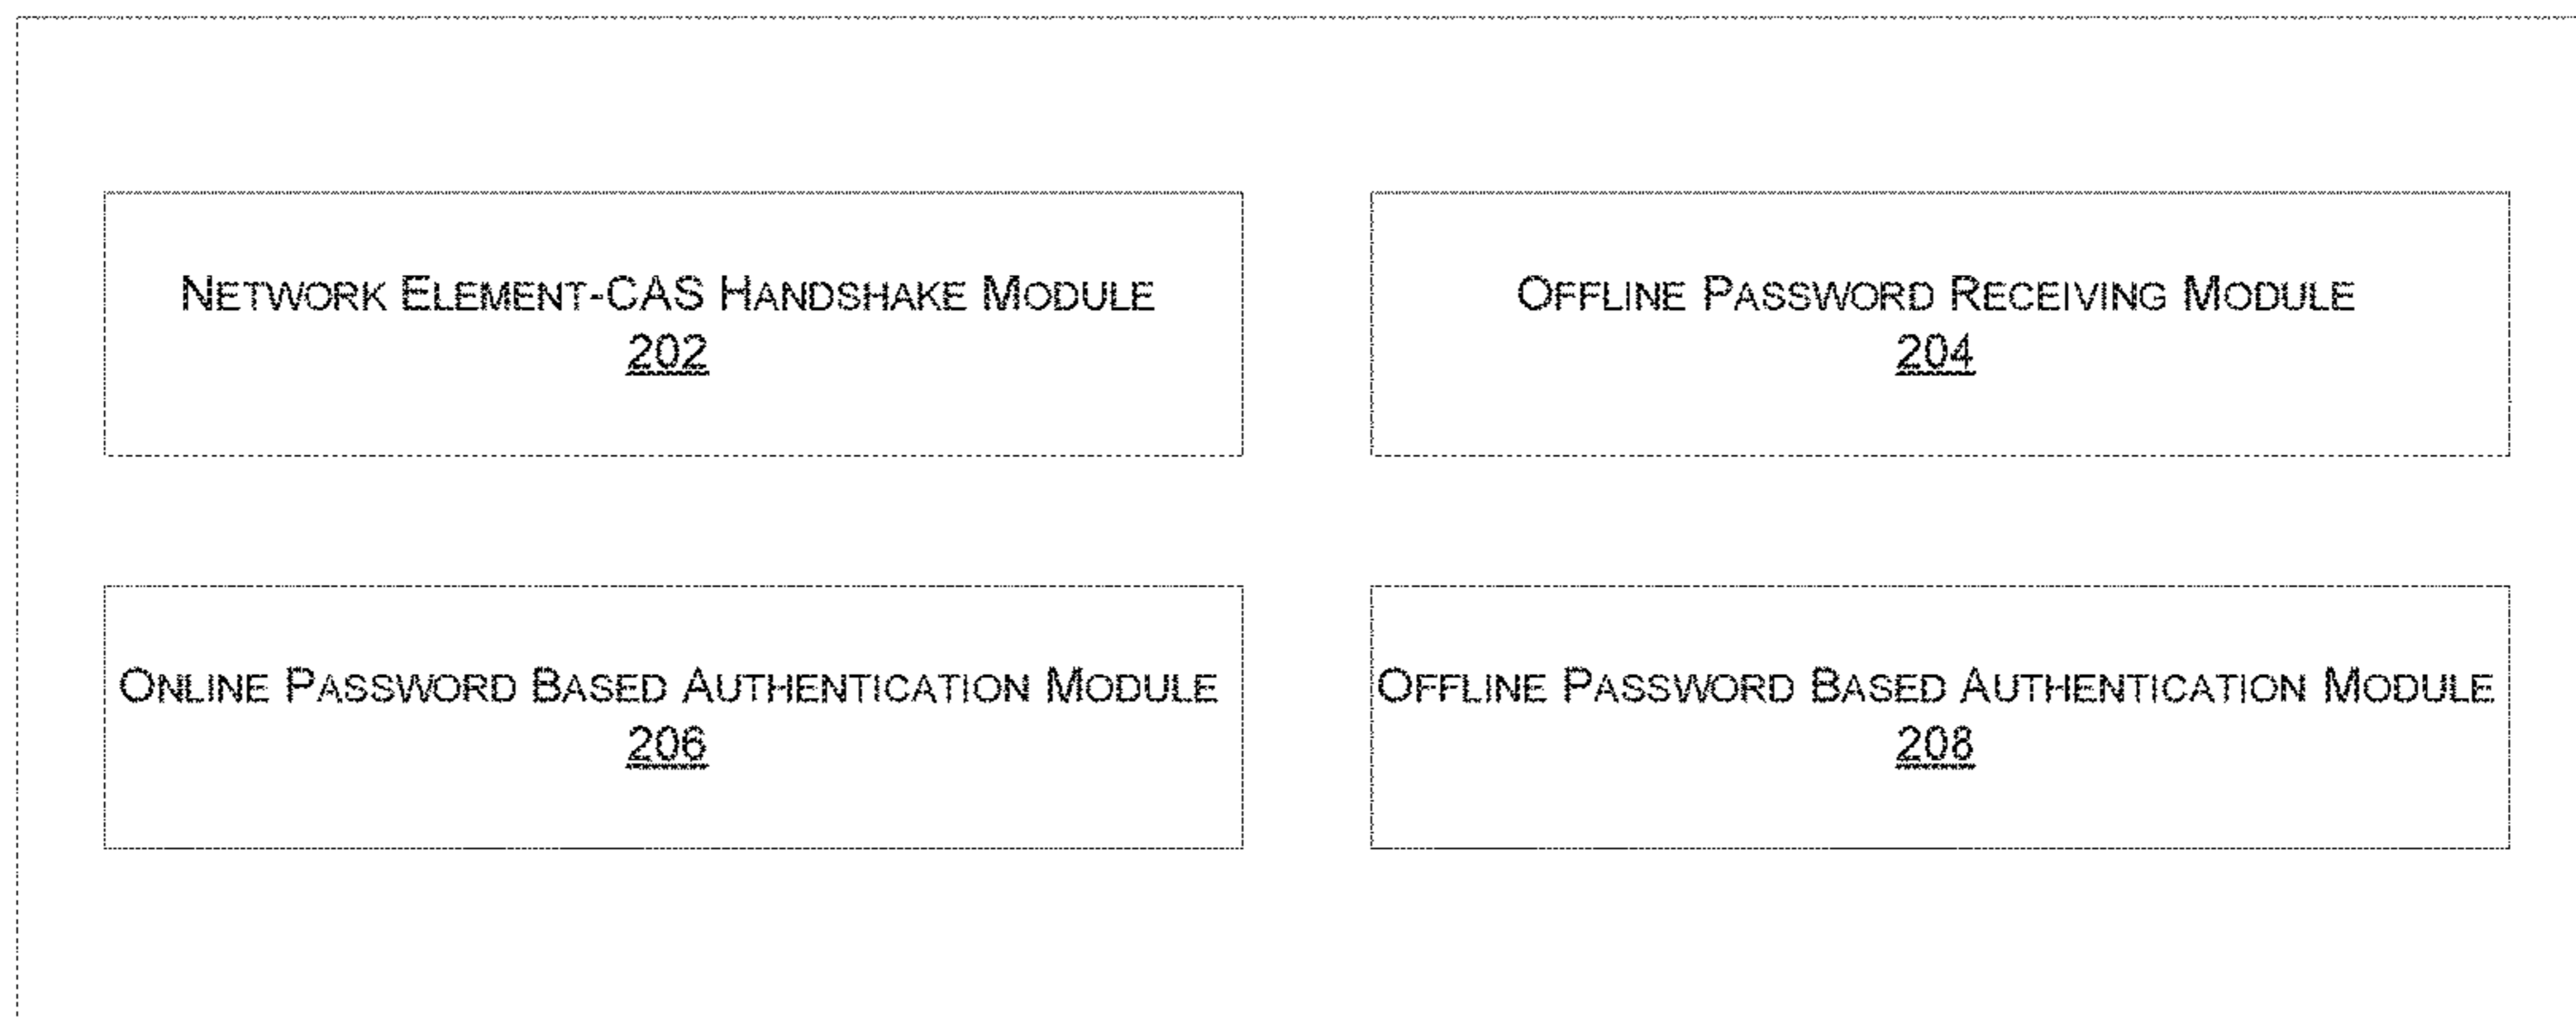 NETWORK ELEMENT-CAS HANDSHAKE MODULE
202
OFFLINE PASSWORD RECEIVING MODULE
204
ONLINE PASSWORD BASED AUTHENTICATION MODULE
206
OFFLINE PASSWORD BASED AUTHENTICATION MODULE
208